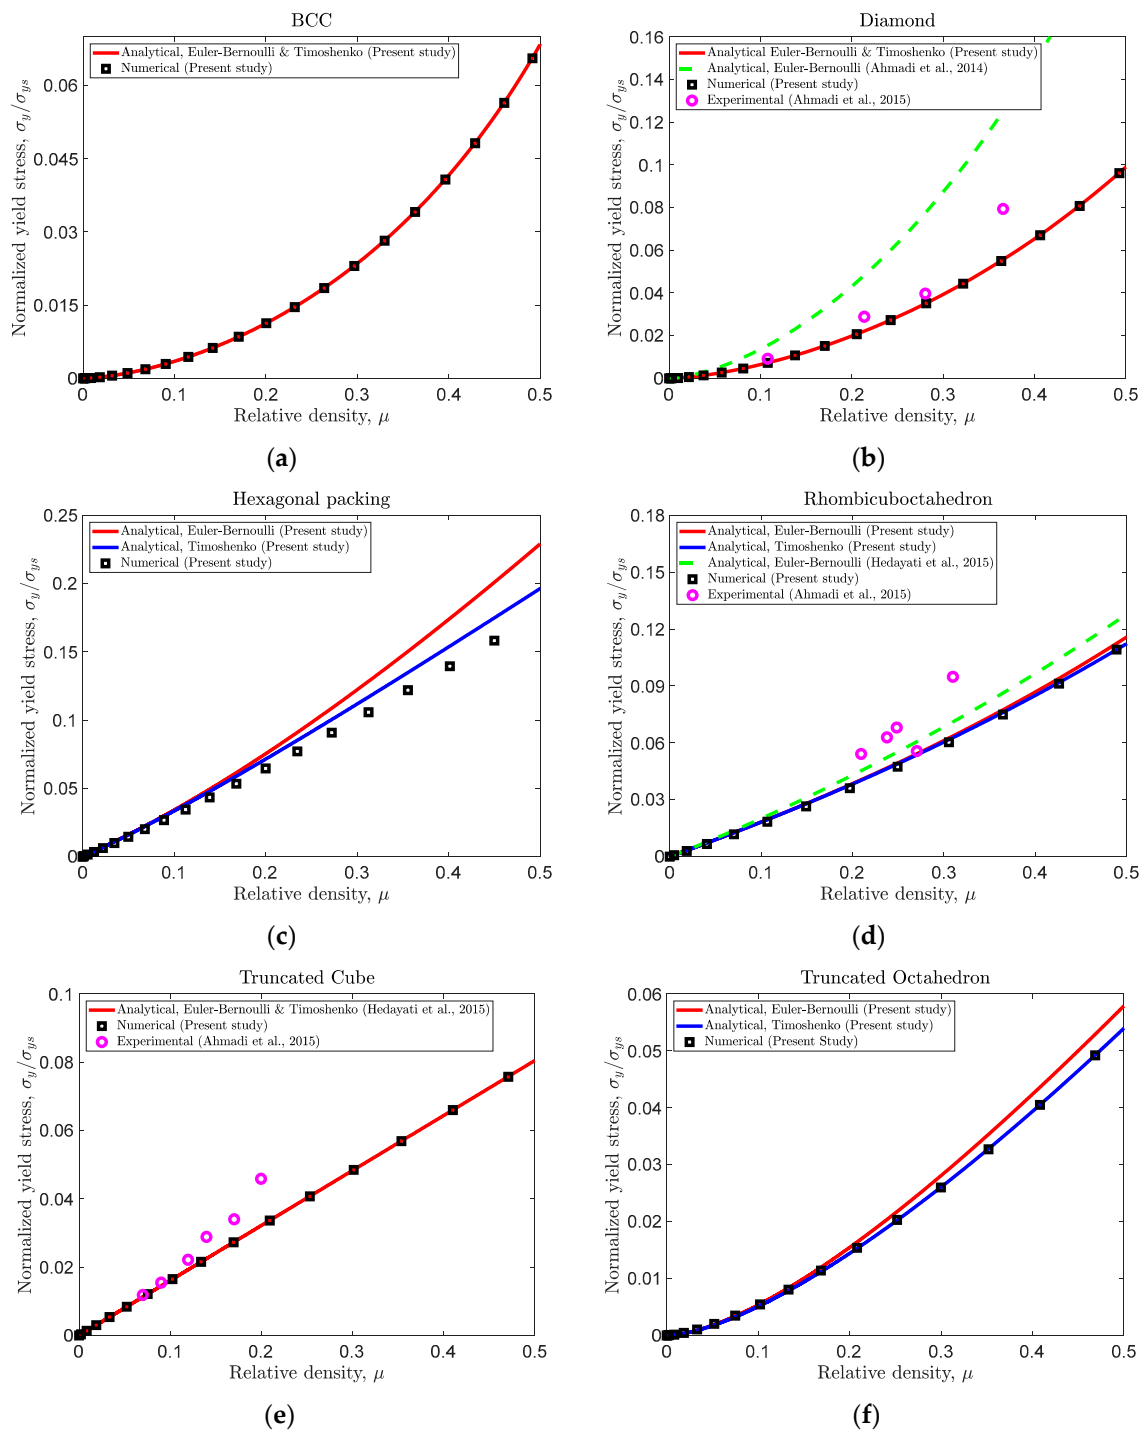 BCC
Analytical, Euler-Bernoulli & Timoshenko (Present study)
Numerical (Present study)
Normalized yield stress, σy/σys
0.06
0.045
0.03
0.015
0
0 0.1 0.2 0.3 0.4 0.5
Relative density, μ
(a)
Diamond
Analytical Euler-Bernoulli & Timoshenko (Present study)
Analytical, Euler-Bernoulli (Ahmadi et al., 2014)
Numerical (Present study)
Experimental (Ahmadi et al., 2015)
Normalized yield stress, σy/σys
0.16
0.14
0.12
0.1
0.08
0.06
0.04
0.02
0
0 0.1 0.2 0.3 0.4 0.5
Relative density, μ
(b)
Hexagonal packing
Analytical, Euler-Bernoulli (Present study)
Analytical, Timoshenko (Present study)
Numerical (Present study)
Normalized yield stress, σy/σys
0.25
0.2
0.15
0.1
0.05
0
0 0.1 0.2 0.3 0.4 0.5
Relative density, μ
(c)
Rhombicuboctahedron
Analytical, Euler-Bernoulli (Present study)
Analytical, Timoshenko (Present study)
Analytical, Euler-Bernoulli (Hedayati et al., 2015)
Numerical (Present study)
Experimental (Ahmadi et al., 2015)
Normalized yield stress, σy/σys
0.18
0.15
0.12
0.09
0.06
0.03
0
0 0.1 0.2 0.3 0.4 0.5
Relative density, μ
(d)
Truncated Cube
Analytical, Euler-Bernoulli & Timoshenko (Hedayati et al., 2015)
Numerical (Present study)
Experimental (Ahmadi et al., 2015)
Normalized yield stress, σy/σys
0.1
0.08
0.06
0.04
0.02
0
0 0.1 0.2 0.3 0.4 0.5
Relative density, μ
(e)
Truncated Octahedron
Analytical, Euler-Bernoulli (Present study)
Analytical, Timoshenko (Present study)
Numerical (Present Study)
Normalized yield stress, σy/σys
0.06
0.05
0.04
0.03
0.02
0.01
0
0 0.1 0.2 0.3 0.4 0.5
Relative density, μ
(f)